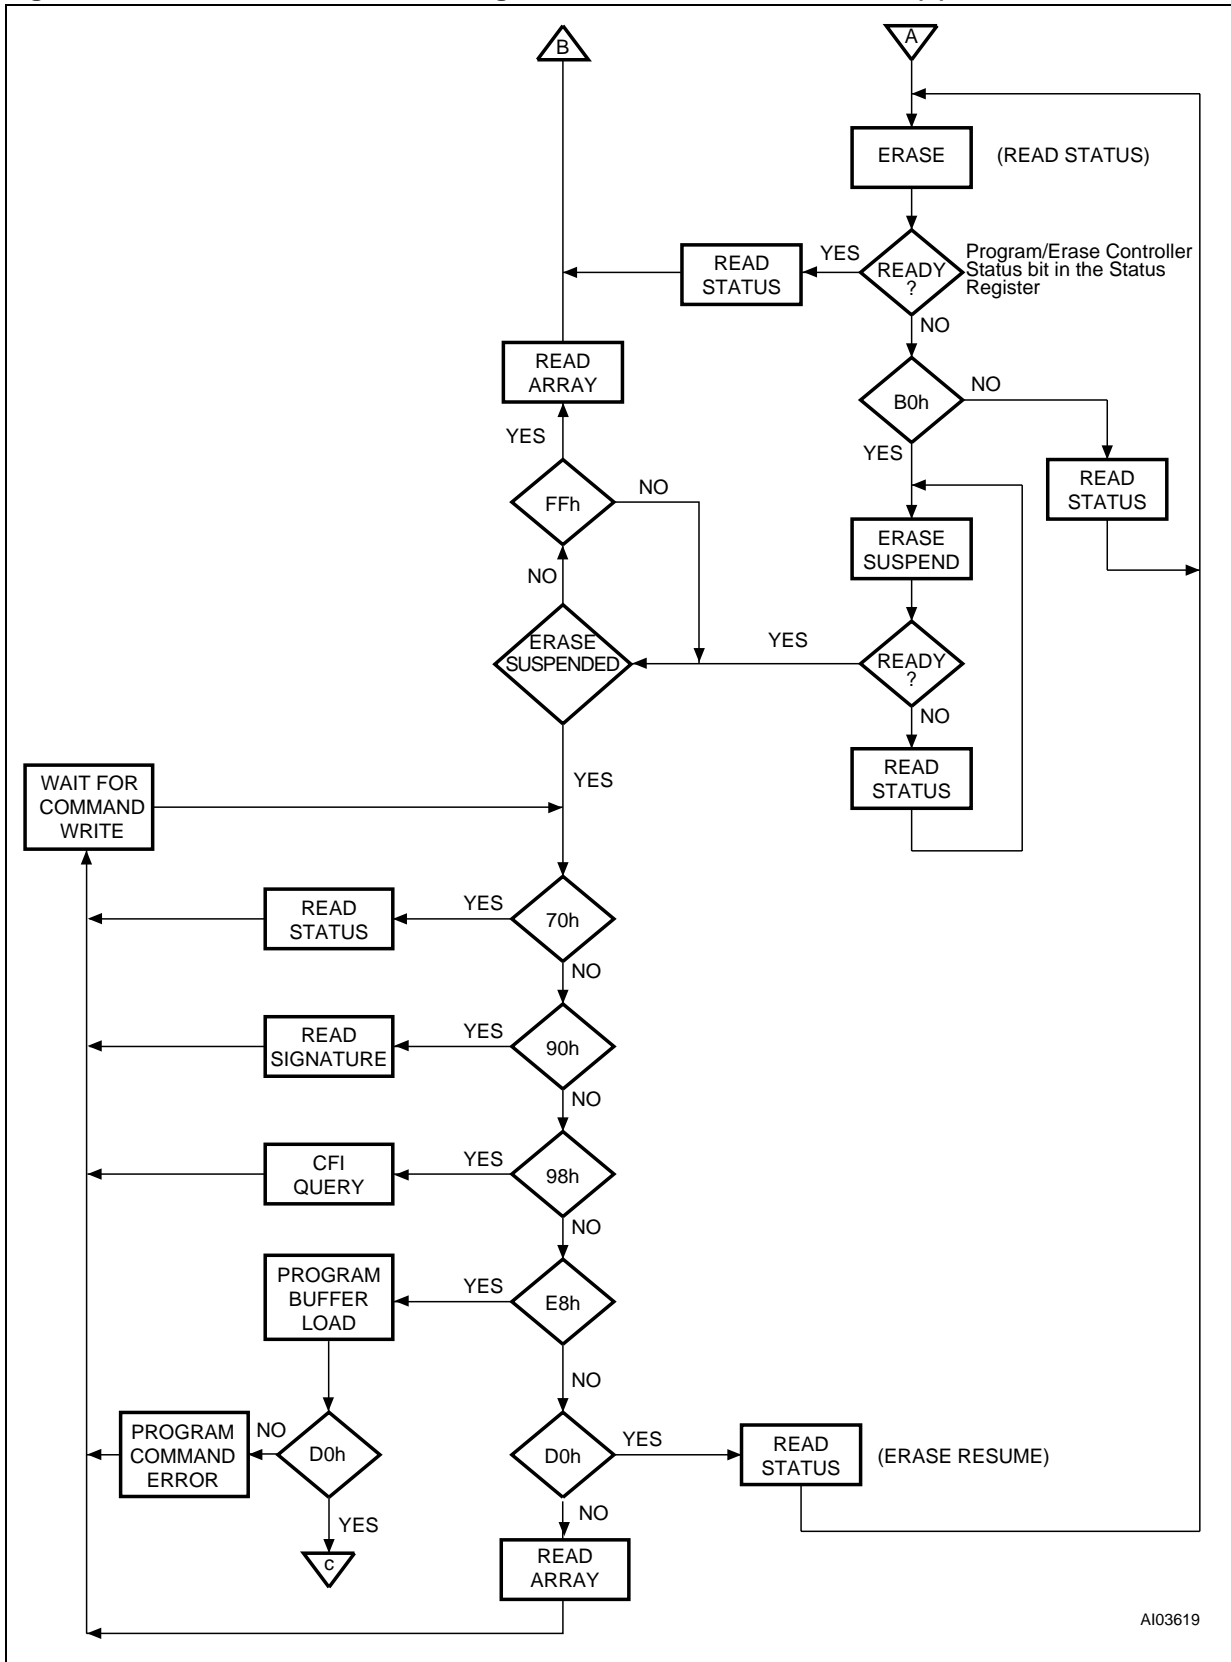 B
A
ERASE
(READ STATUS)
YES
READ
STATUS
READY
?
Program/Erase Controller
Status bit in the Status
Register
NO
READ
ARRAY
B0h
NO
YES
YES
READ
STATUS
FFh
NO
ERASE
SUSPEND
NO
ERASE
SUSPENDED
YES
READY
?
NO
WAIT FOR
COMMAND
WRITE
YES
READ
STATUS
READ
STATUS
YES
70h
NO
READ
SIGNATURE
YES
90h
NO
CFI
QUERY
YES
98h
NO
PROGRAM
BUFFER
LOAD
YES
E8h
NO
PROGRAM
COMMAND
ERROR
NO
D0h
D0h
YES
READ
STATUS
(ERASE RESUME)
YES
NO
c
READ
ARRAY
AI03619